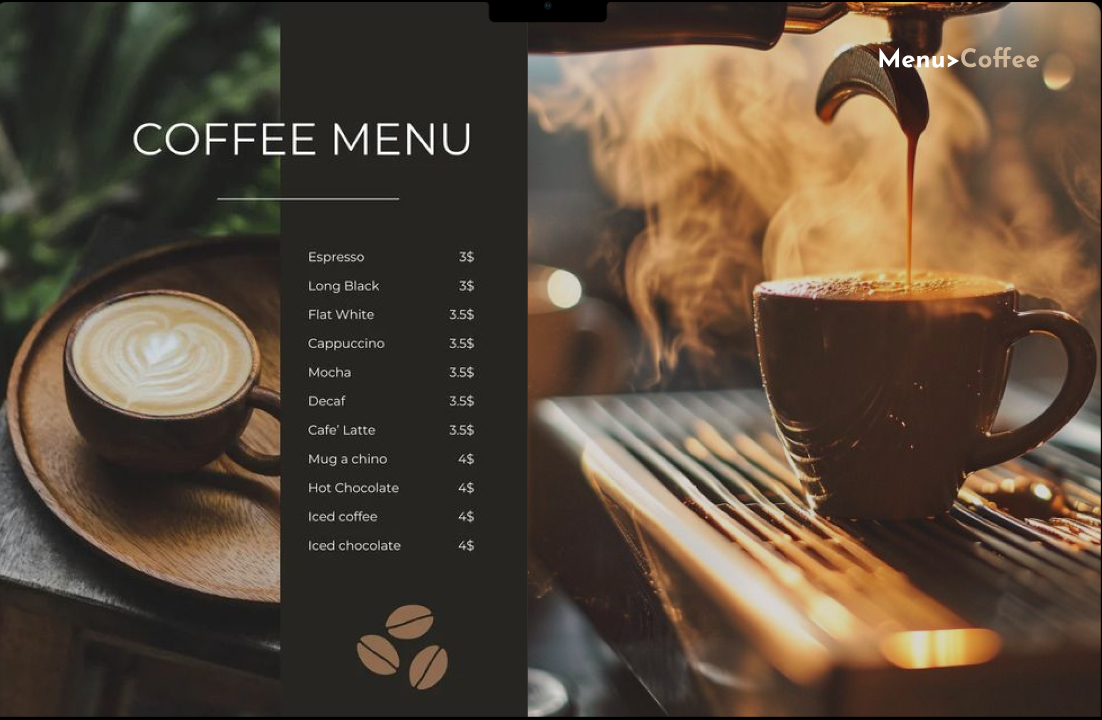 Menu>Coffee
COFFEE MENU
Espresso 3$
Long Black 3$
Flat White 3.5$
Cappuccino 3.5$
Mocha 3.5$
Decaf 3.5$
Cafe’ Latte 3.5$
Mug a chino 4$
Hot Chocolate 4$
Iced coffee 4$
Iced chocolate 4$